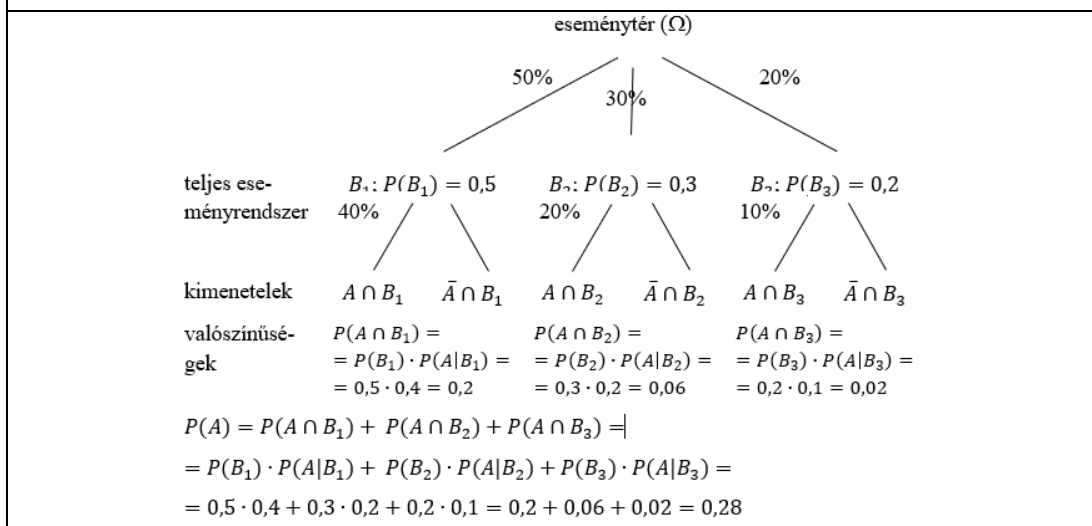 eseménytér (Ω)
50% 30% 20%
teljes ese-
ményrendszer
B₁: P(B₁) = 0,5 B₂: P(B₂) = 0,3 B₃: P(B₃) = 0,2
40% 20% 10%
kimenetelek A ∩ B₁ Ā ∩ B₁ A ∩ B₂ Ā ∩ B₂ A ∩ B₃ Ā ∩ B₃
valószínűsé-
gek
P(A ∩ B₁) = P(A ∩ B₂) = P(A ∩ B₃) =
= P(B₁) · P(A|B₁) = = P(B₂) · P(A|B₂) = = P(B₃) · P(A|B₃) =
= 0,5 · 0,4 = 0,2 = 0,3 · 0,2 = 0,06 = 0,2 · 0,1 = 0,02
P(A) = P(A ∩ B₁) + P(A ∩ B₂) + P(A ∩ B₃) =
= P(B₁) · P(A|B₁) + P(B₂) · P(A|B₂) + P(B₃) · P(A|B₃) =
= 0,5 · 0,4 + 0,3 · 0,2 + 0,2 · 0,1 = 0,2 + 0,06 + 0,02 = 0,28